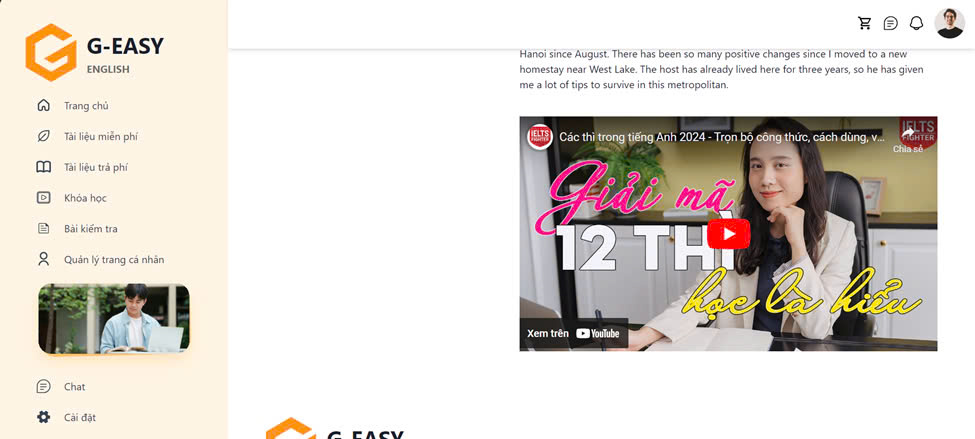 G-EASY
ENGLISH
Trang chủ
Tài liệu miễn phí
Tài liệu trả phí
Khóa học
Bài kiểm tra
Quản lý trang cá nhân
Chat
Cài đặt
Hanoi since August. There has been so many positive changes since I moved to a new
homestay near West Lake. The host has already lived here for three years, so he has given
me a lot of tips to survive in this metropolitan.
IELTS FIGHTER
Các thì trong tiếng Anh 2024 - Trọn bộ công thức, cách dùng, v...
IELTS
FIGHTER
Chia sẻ
Giải mã
12 THÌ
học là hiểu
Xem trên YouTube
G-EASY